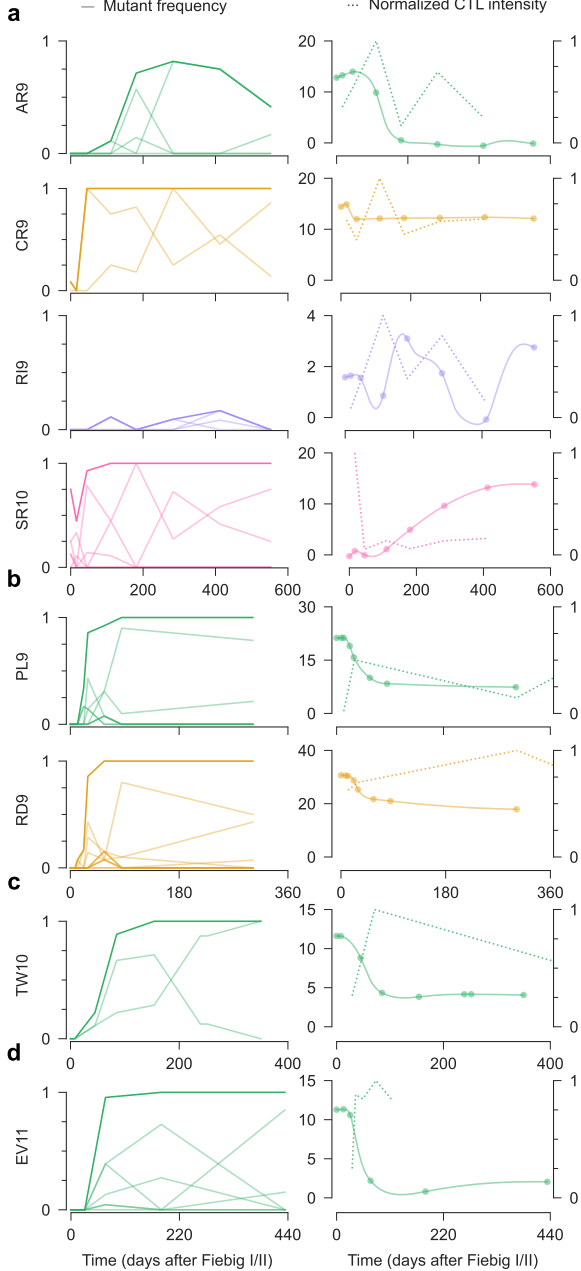 a
Mutant frequency
Normalized CTL intensity
AR9
1
0
20
10
0
1
0
CR9
1
0
20
10
0
1
0
RI9
1
0
4
2
0
1
0
SR10
1
0
20
10
0
1
0
0 200 400 600
0 200 400 600
b
PL9
1
0
30
15
0
1
0
RD9
1
0
40
20
0
1
0
0 180 360
0 180 360
c
TW10
1
0
15
10
5
0
1
0
0 200 400
0 220 440
d
EV11
1
0
15
10
5
0
1
0
0 220 440
0 220 440
Time (days after Fiebig I/II)
Time (days after Fiebig I/II)